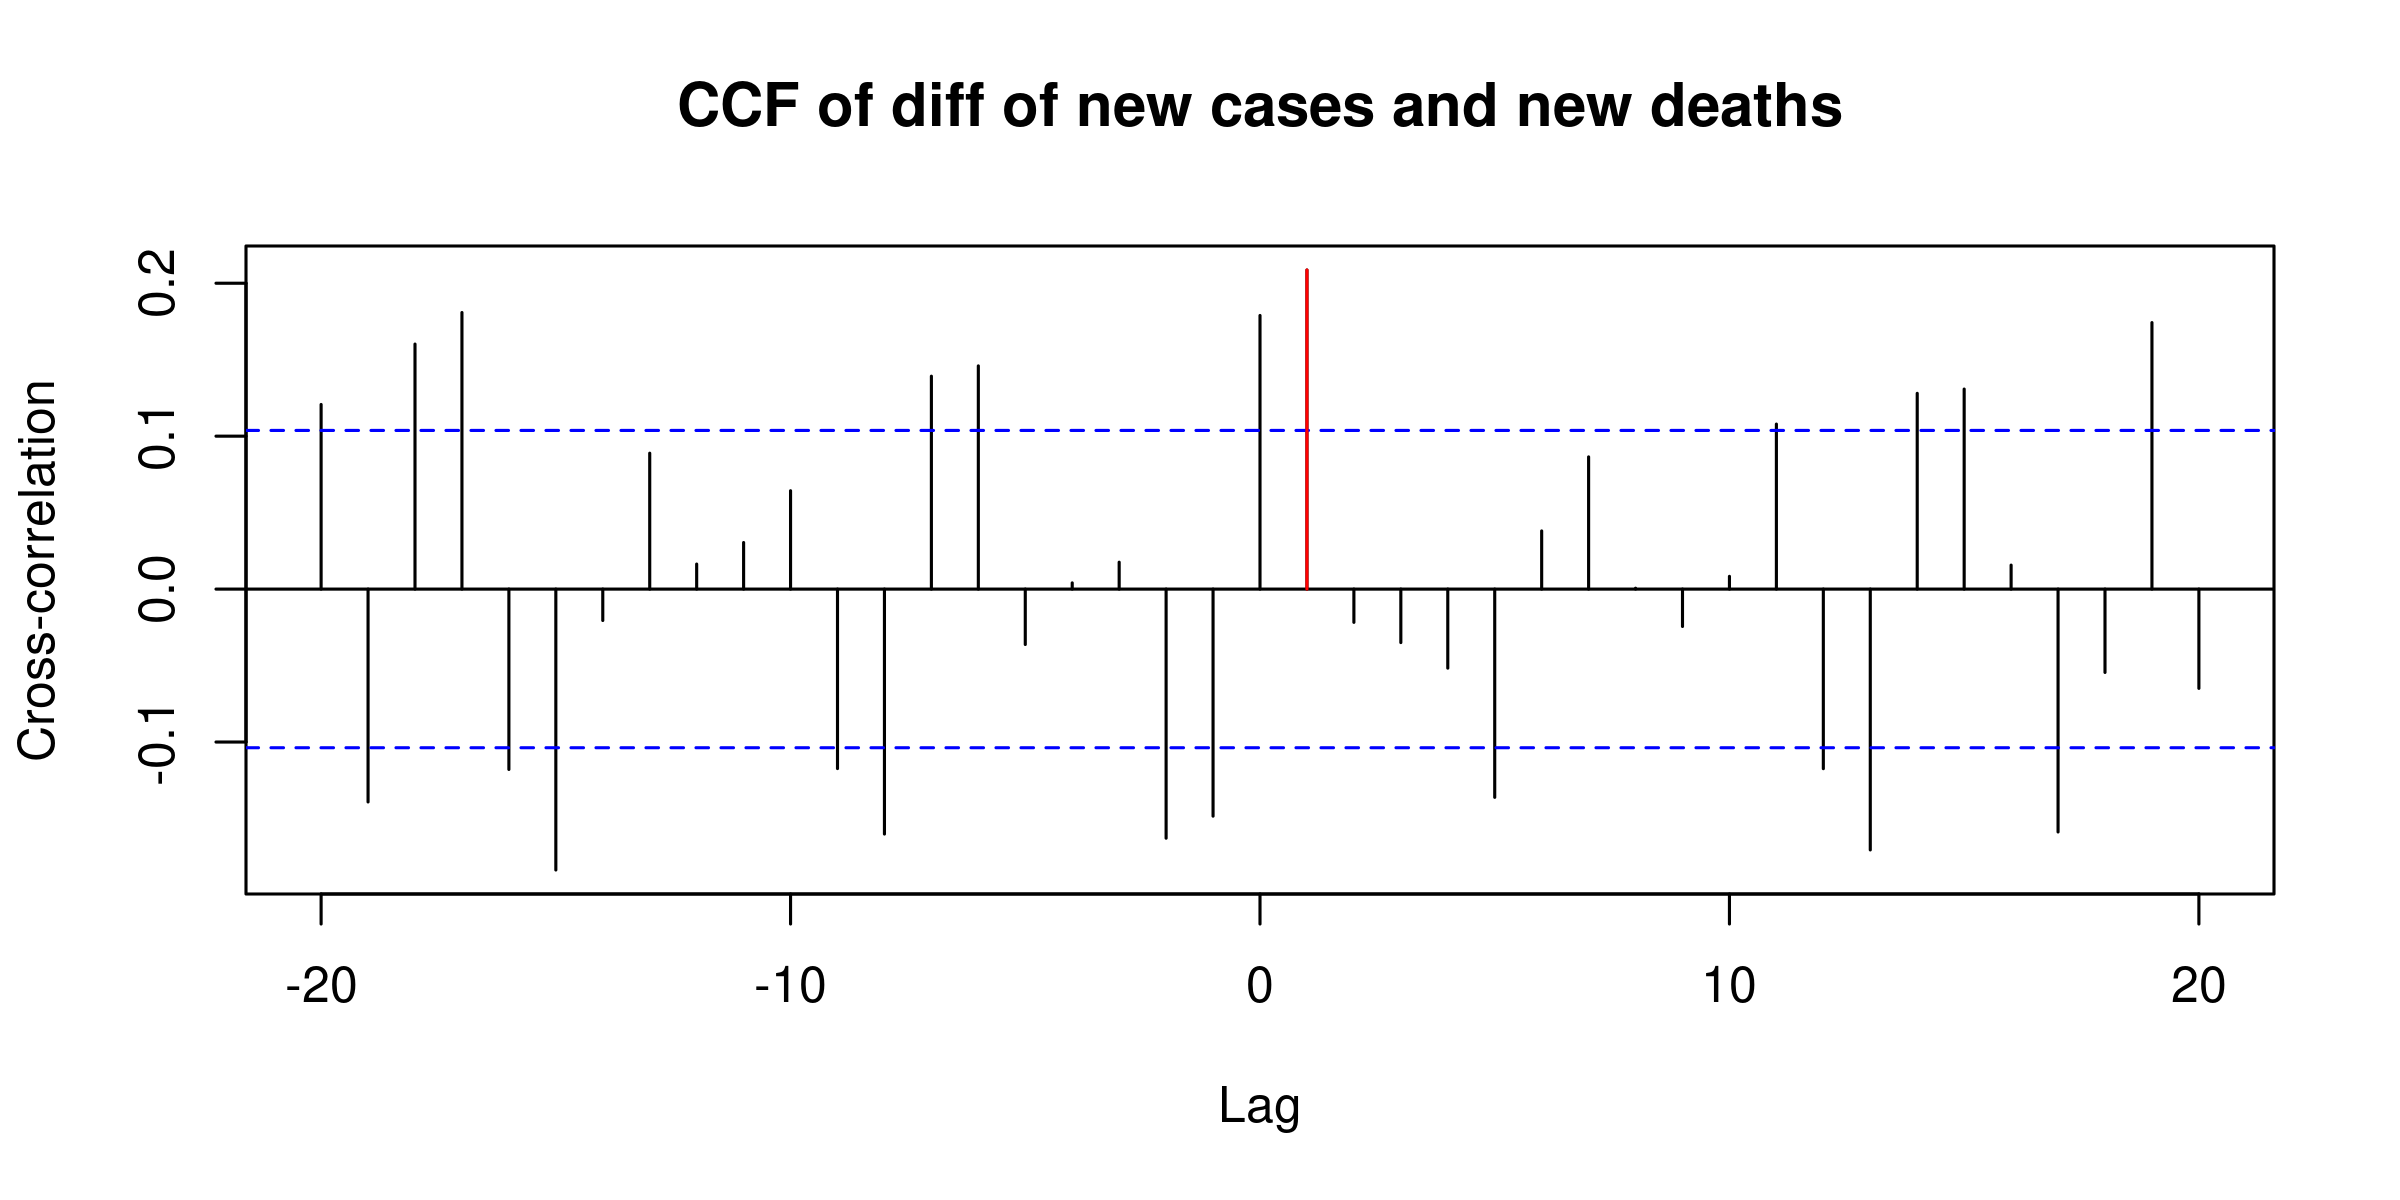 CCF of diff of new cases and new deaths
Cross-correlation
0.2
0.1
0.0
-0.1
-20 -10 0 10 20
Lag